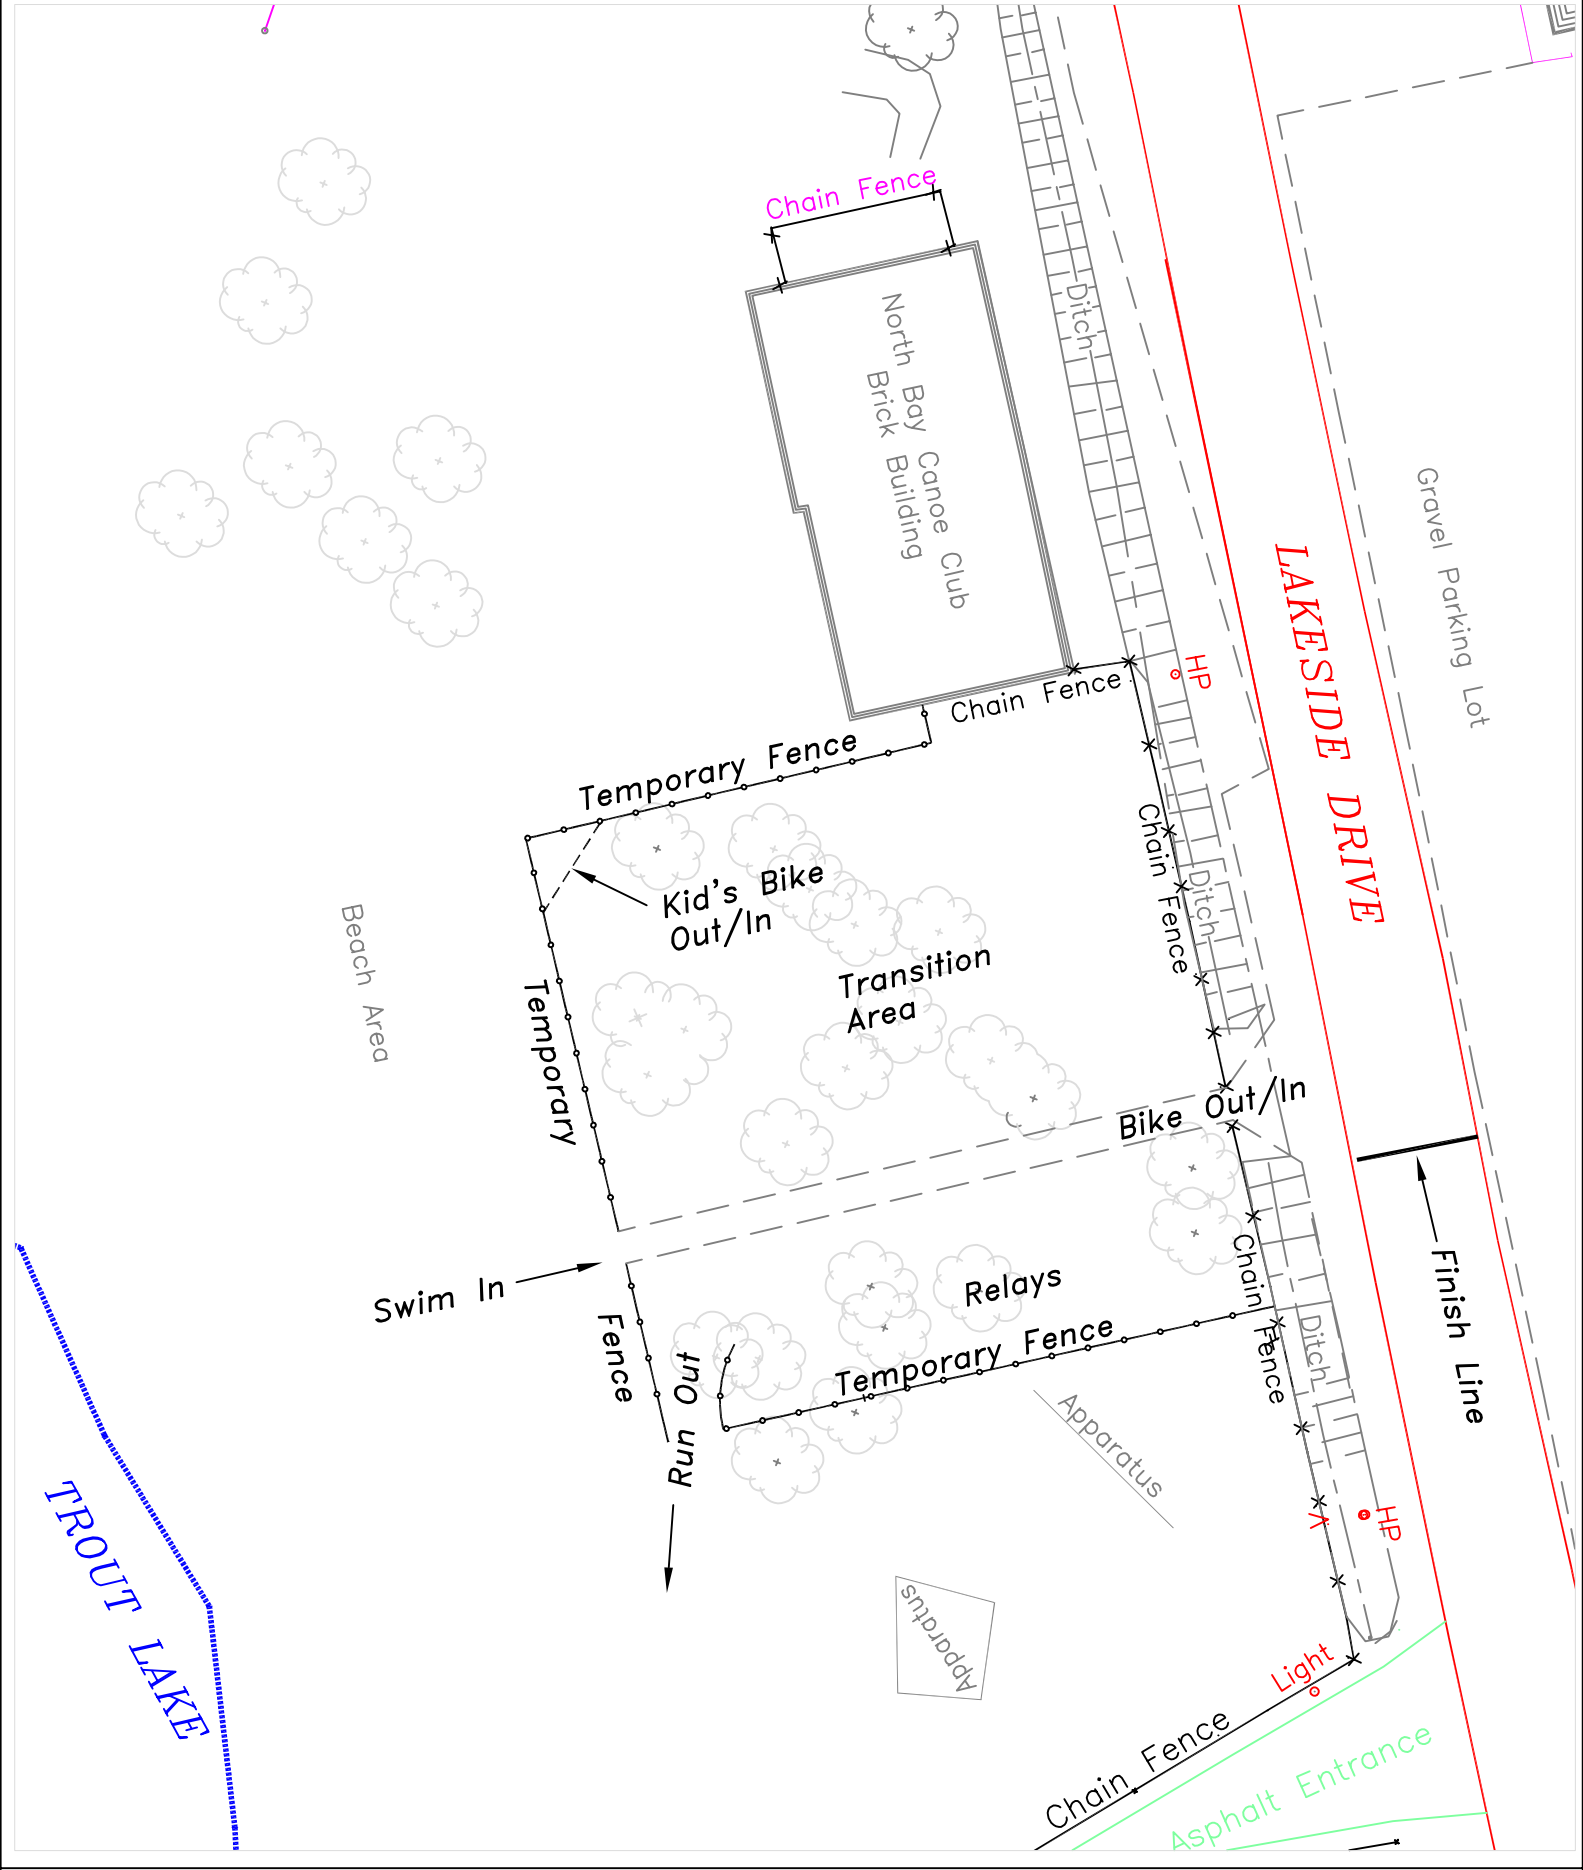 Chain Fence
Ditch
North Bay Canoe Club
Brick Building
Gravel Parking Lot
LAKESIDE DRIVE
HP
Chain Fence
Temporary Fence
Chain Fence
Ditch
Kid's Bike
Out/In
Beach Area
Transition
Area
Temporary
Bike Out/In
Swim In
Fence
Relays
Chain Fence
Ditch
Finish Line
Temporary Fence
Run Out
Apparatus
HP
TROUT LAKE
Apparatus
Light
Chain Fence
Asphalt Entrance